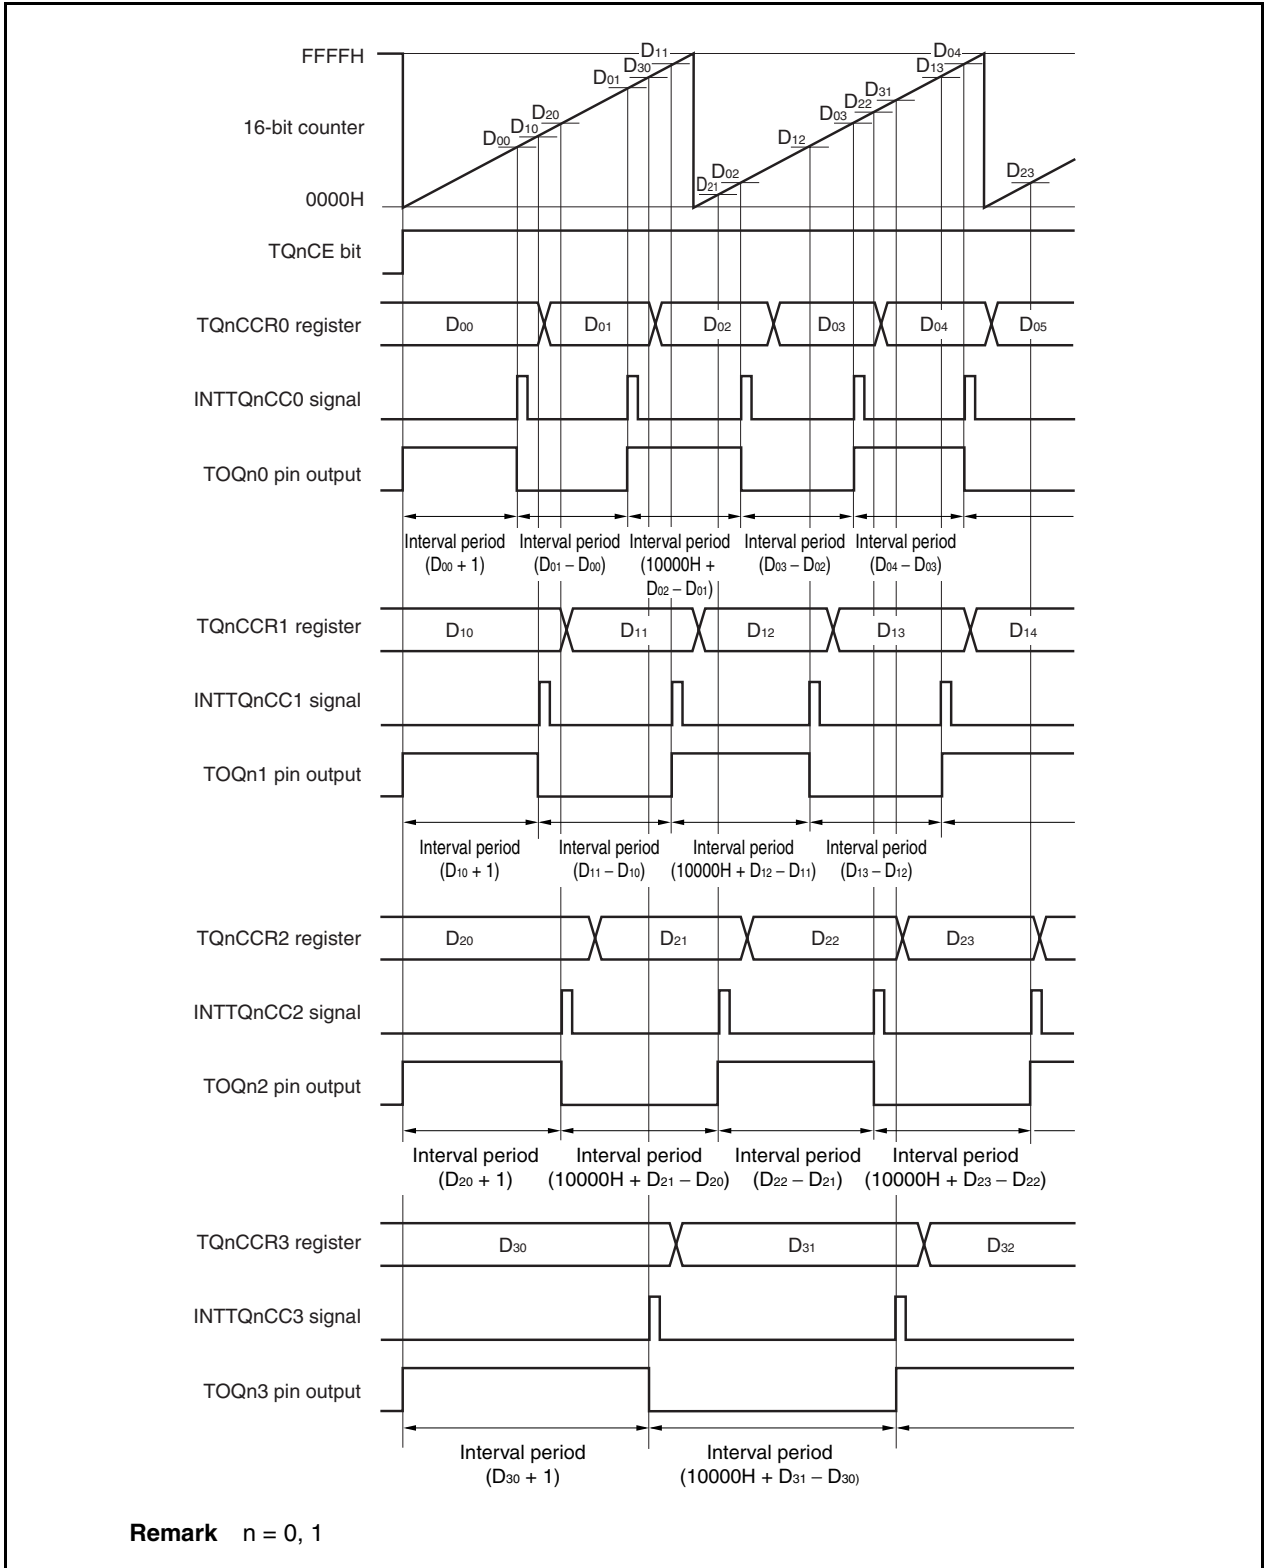 FFFFH
16-bit counter
0000H
D00
D10
D20
D01
D30
D11
D21
D02
D12
D03
D22
D31
D13
D04
D23
TQnCE bit
TQnCCR0 register
D00 D01 D02 D03 D04 D05
INTTQnCC0 signal
TOQn0 pin output
Interval period
(D00 + 1)
Interval period
(D01 – D00)
Interval period
(10000H +
D02 – D01)
Interval period
(D03 – D02)
Interval period
(D04 – D03)
TQnCCR1 register
D10 D11 D12 D13 D14
INTTQnCC1 signal
TOQn1 pin output
Interval period
(D10 + 1)
Interval period
(D11 – D10)
Interval period
(10000H + D12 – D11)
Interval period
(D13 – D12)
TQnCCR2 register
D20 D21 D22 D23
INTTQnCC2 signal
TOQn2 pin output
Interval period
(D20 + 1)
Interval period
(10000H + D21 – D20)
Interval period
(D22 – D21)
Interval period
(10000H + D23 – D22)
TQnCCR3 register
D30 D31 D32
INTTQnCC3 signal
TOQn3 pin output
Interval period
(D30 + 1)
Interval period
(10000H + D31 – D30)
Remark n = 0, 1